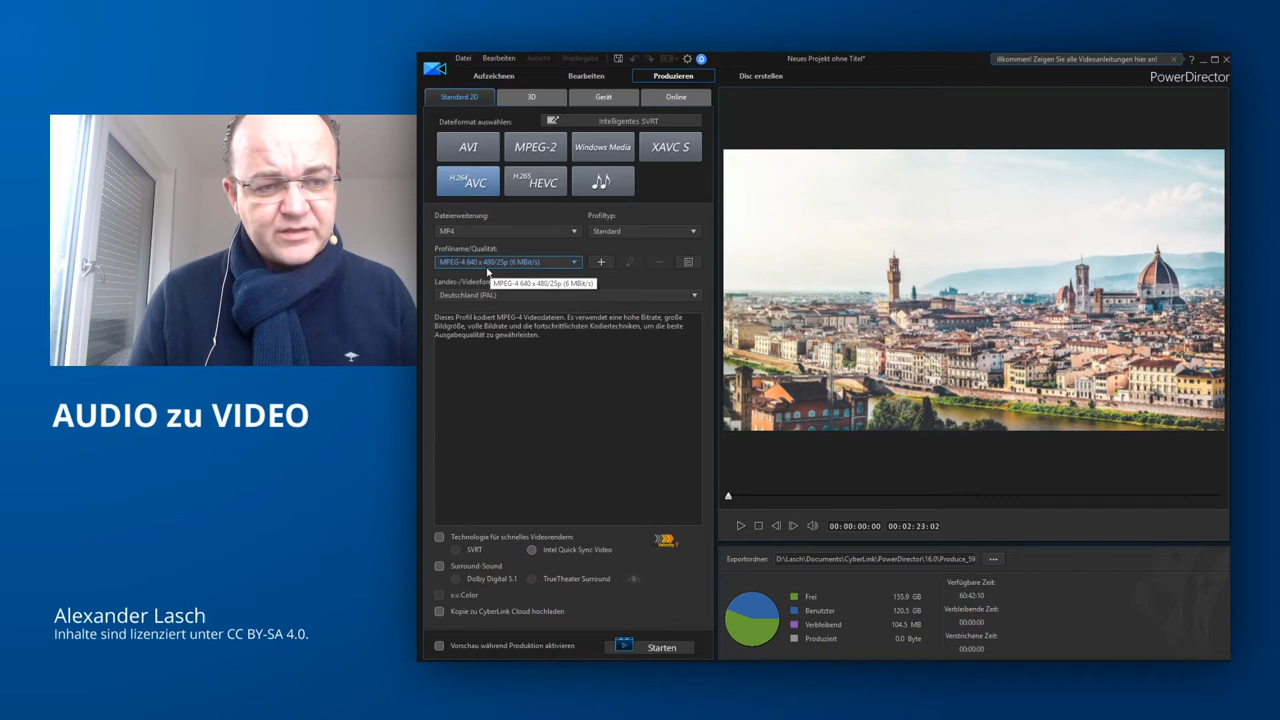 Datei Bearbeiten Ansicht Wiedergabe
Neues Projekt ohne Titel*
illkommen! Zeigen Sie alle Videoanleitungen hier an!
Aufzeichnen Bearbeiten Produzieren Disc erstellen
PowerDirector
Standard 2D 3D Gerät Online
Dateiformat auswählen: Intelligentes SVRT
AVI MPEG-2 Windows Media XAVC S
H.264 AVC H.265 HEVC
Dateierweiterung: Profiltyp:
MP4 Standard
Profilname/Qualität:
MPEG-4 640 x 480/25p (6 MBit/s)
MPEG-4 640 x 480/25p (6 MBit/s)
Landes-/Videofor
Deutschland (PAL)
Dieses Profil kodiert MPEG-4 Videodateien. Es verwendet eine hohe Bitrate, große
Bildgröße, volle Bildrate und die fortschrittlichsten Kodiertechniken, um die beste
Ausgabequalität zu gewährleisten.
AUDIO zu VIDEO
Alexander Lasch
Inhalte sind lizenziert unter CC BY-SA 4.0.
Technologie für schnelles Videorendern:
SVRT Intel Quick Sync Video
Surround-Sound
Dolby Digital 5.1 TrueTheater Surround
x.v.Color
Kopie zu CyberLink Cloud hochladen
Vorschau während Produktion aktivieren
Starten
00:00:00:00 00:02:23:02
Exportordner: D:\Lasch\Documents\CyberLink\PowerDirector\16.0\Produce_59 ...
Frei 155.9 GB
Benutzer 120.5 GB
Verbleibend 104.5 MB
Produziert 0.0 Byte
Verfügbare Zeit:
60:42:10
Verbleibende Zeit:
00:00:00
Verstrichene Zeit:
00:00:00